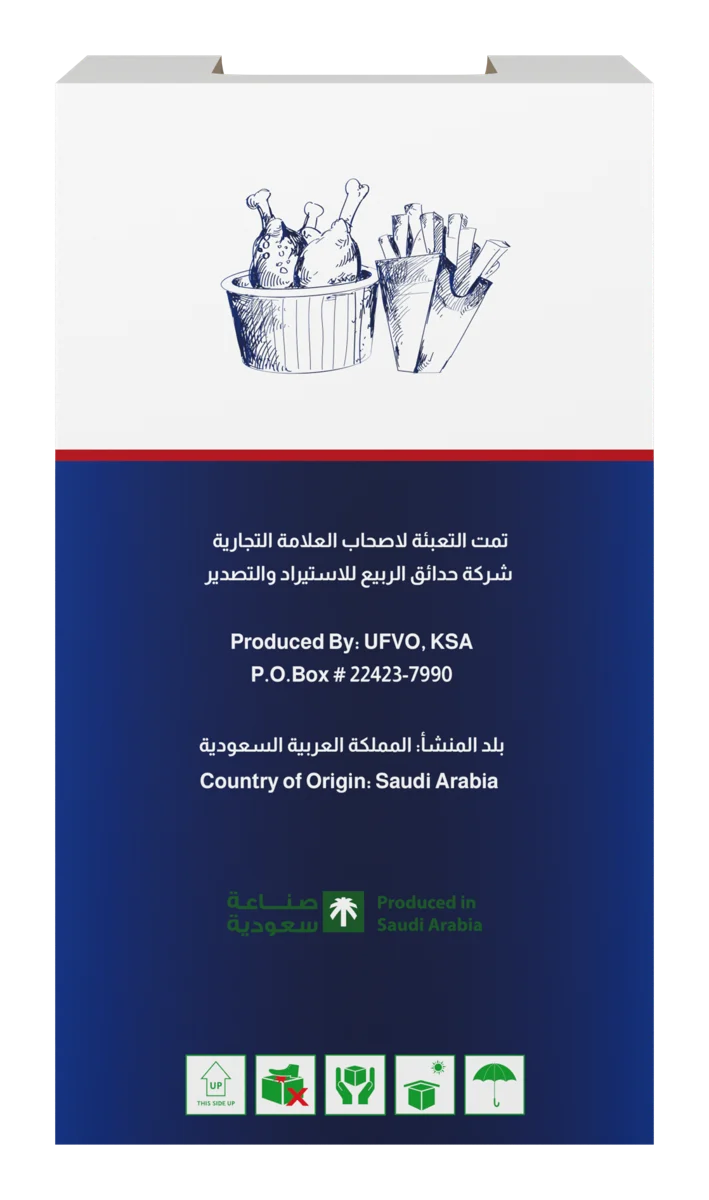 تمت التعبئة لاصحاب العلامة التجارية
شركة حدائق الربيع للاستيراد والتصدير
Produced By: UFVO, KSA
P.O.Box # 22423-7990
بلد المنشأ: المملكة العربية السعودية
Country of Origin: Saudi Arabia
صناعة
سعودية
Produced in
Saudi Arabia
UP
THIS SIDE UP